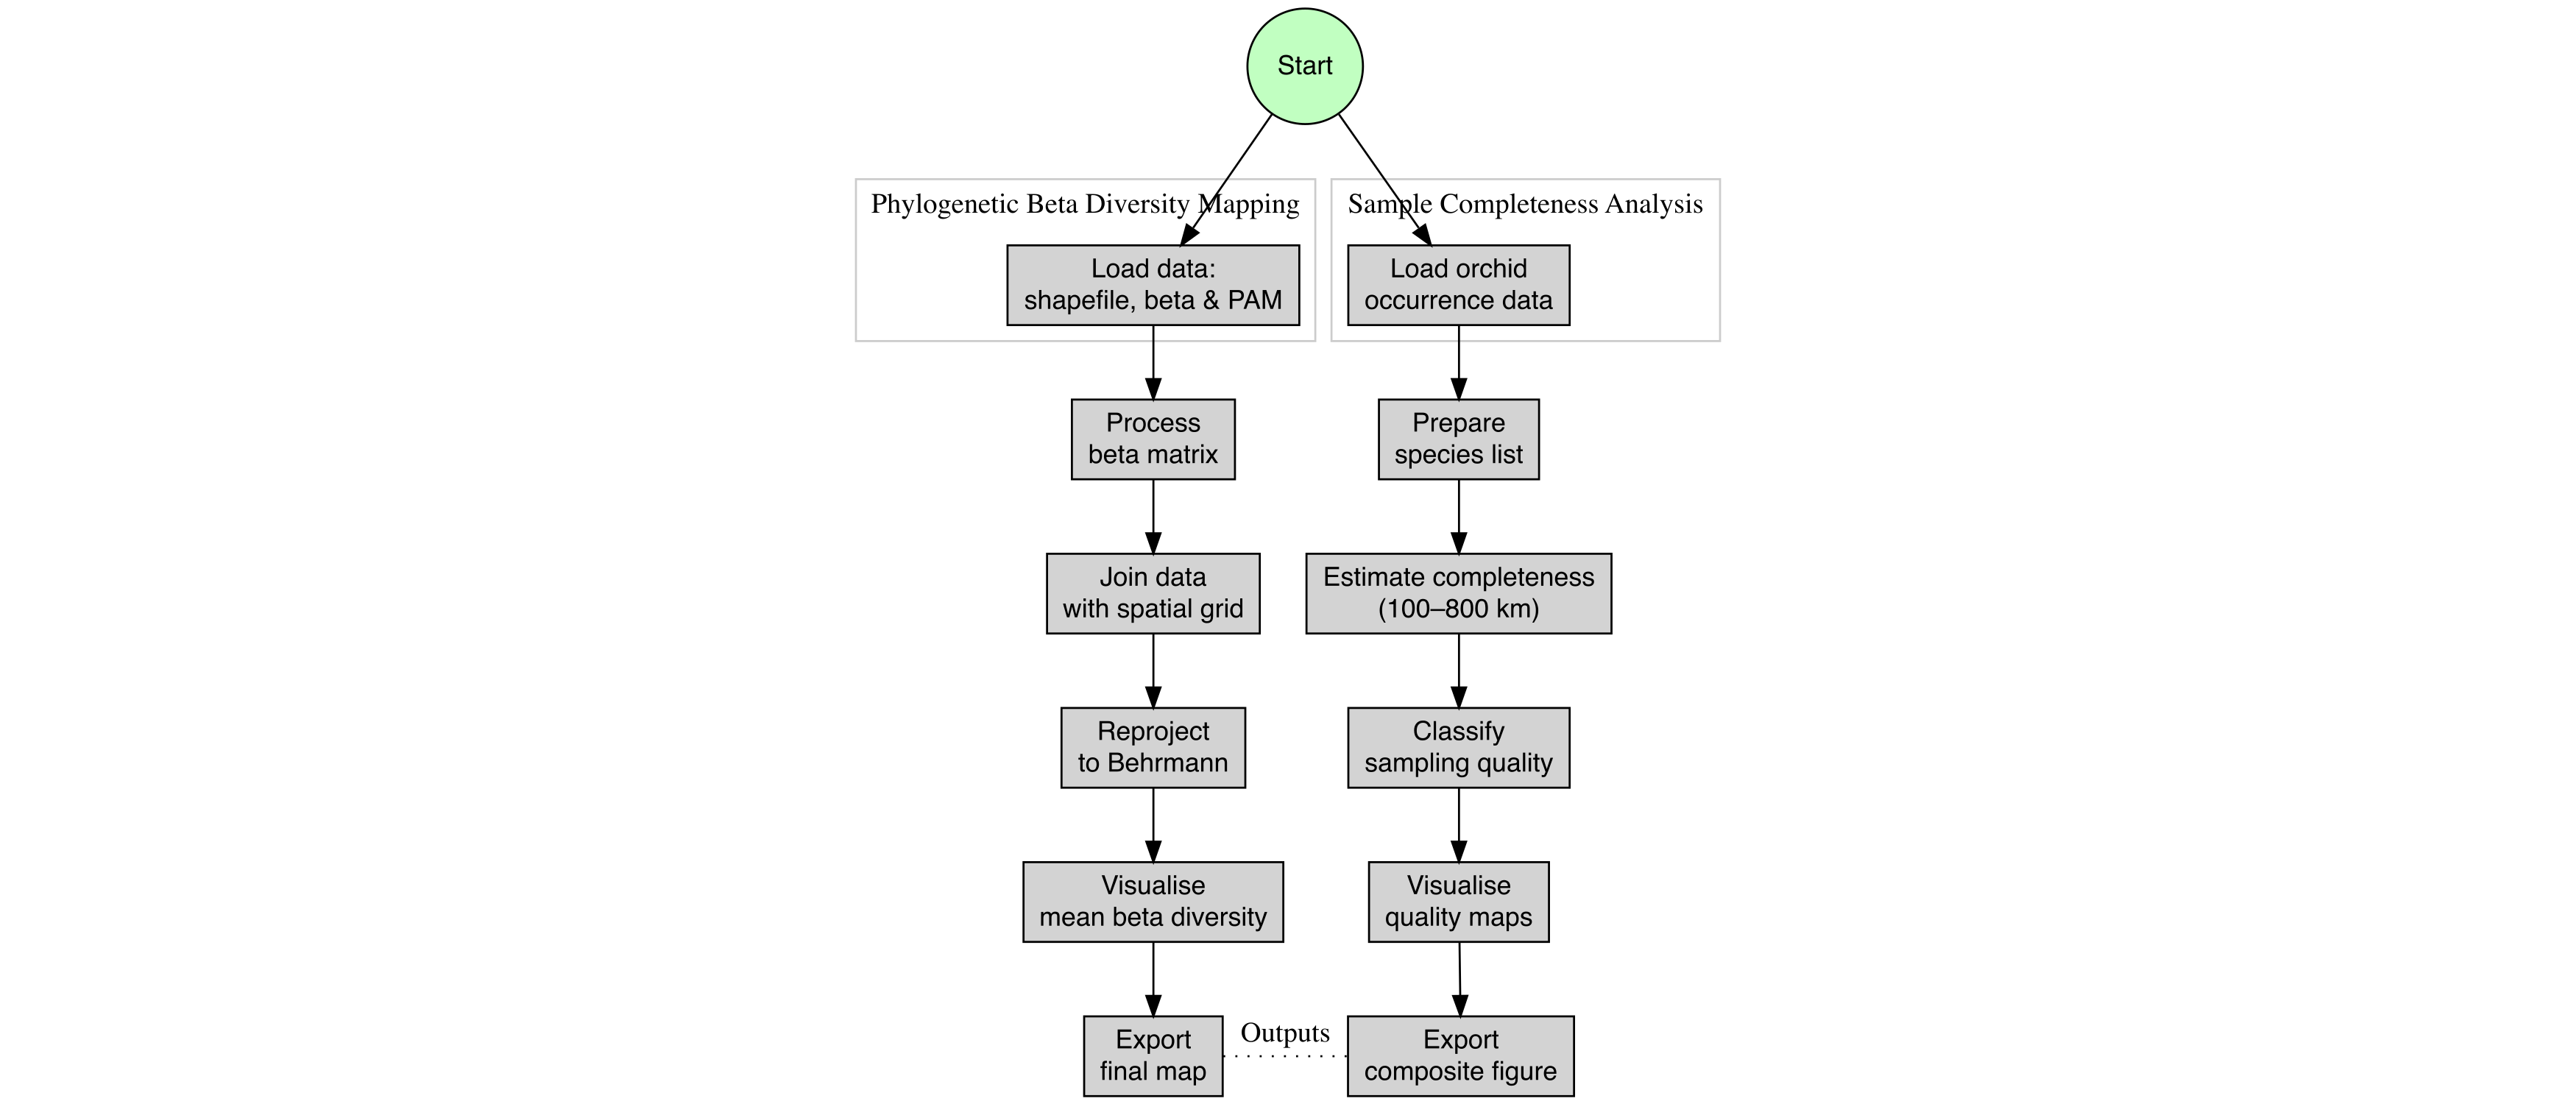 Start
Phylogenetic Beta Diversity Mapping
Load data:
shapefile, beta & PAM
Process
beta matrix
Join data
with spatial grid
Reproject
to Behrmann
Visualise
mean beta diversity
Export
final map
Sample Completeness Analysis
Load orchid
occurrence data
Prepare
species list
Estimate completeness
(100–800 km)
Classify
sampling quality
Visualise
quality maps
Export
composite figure
Outputs